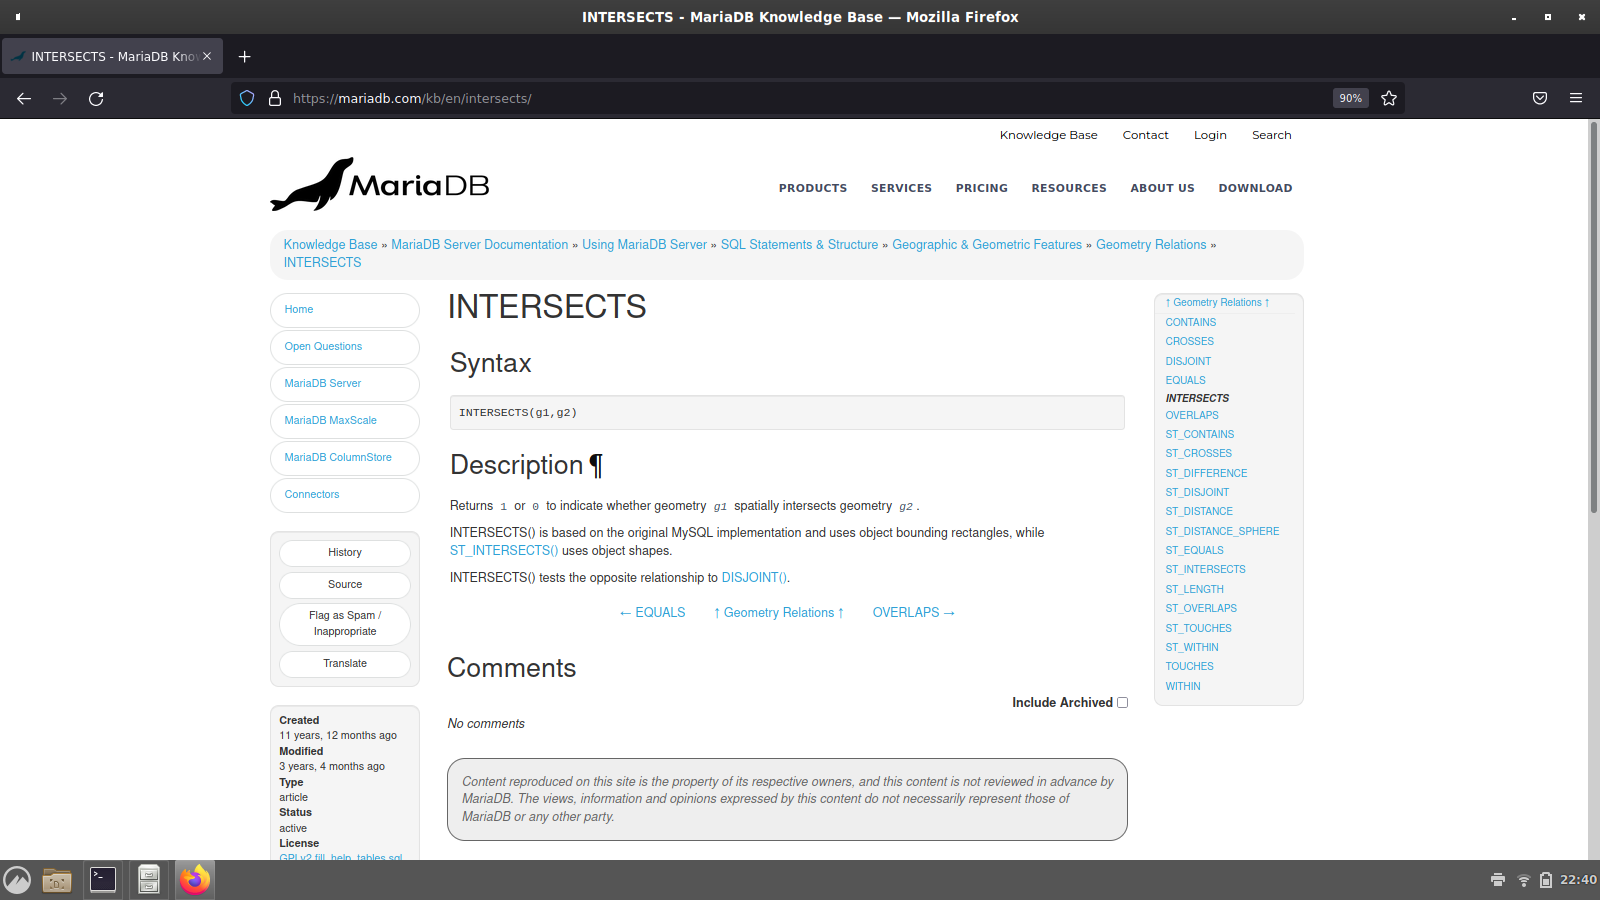 INTERSECTS - MariaDB Knowledge Base — Mozilla Firefox
INTERSECTS - MariaDB Kno
https://mariadb.com/kb/en/intersects/
90%
Knowledge Base Contact Login Search
MariaDB
PRODUCTS SERVICES PRICING RESOURCES ABOUT US DOWNLOAD
Knowledge Base » MariaDB Server Documentation » Using MariaDB Server » SQL Statements & Structure » Geographic & Geometric Features » Geometry Relations »
INTERSECTS
Home
Open Questions
MariaDB Server
MariaDB MaxScale
MariaDB ColumnStore
Connectors
History
Source
Flag as Spam /
Inappropriate
Translate
Created
11 years, 12 months ago
Modified
3 years, 4 months ago
Type
article
Status
active
License
GPLv2 fill_help_tables.sql
INTERSECTS
Syntax
INTERSECTS(g1,g2)
Description ¶
Returns 1 or 0 to indicate whether geometry g1 spatially intersects geometry g2.
INTERSECTS() is based on the original MySQL implementation and uses object bounding rectangles, while
ST_INTERSECTS() uses object shapes.
INTERSECTS() tests the opposite relationship to DISJOINT().
← EQUALS ↑ Geometry Relations ↑ OVERLAPS →
Comments
Include Archived
No comments
Content reproduced on this site is the property of its respective owners, and this content is not reviewed in advance by
MariaDB. The views, information and opinions expressed by this content do not necessarily represent those of
MariaDB or any other party.
↑ Geometry Relations ↑
CONTAINS
CROSSES
DISJOINT
EQUALS
INTERSECTS
OVERLAPS
ST_CONTAINS
ST_CROSSES
ST_DIFFERENCE
ST_DISJOINT
ST_DISTANCE
ST_DISTANCE_SPHERE
ST_EQUALS
ST_INTERSECTS
ST_LENGTH
ST_OVERLAPS
ST_TOUCHES
ST_WITHIN
TOUCHES
WITHIN
22:40